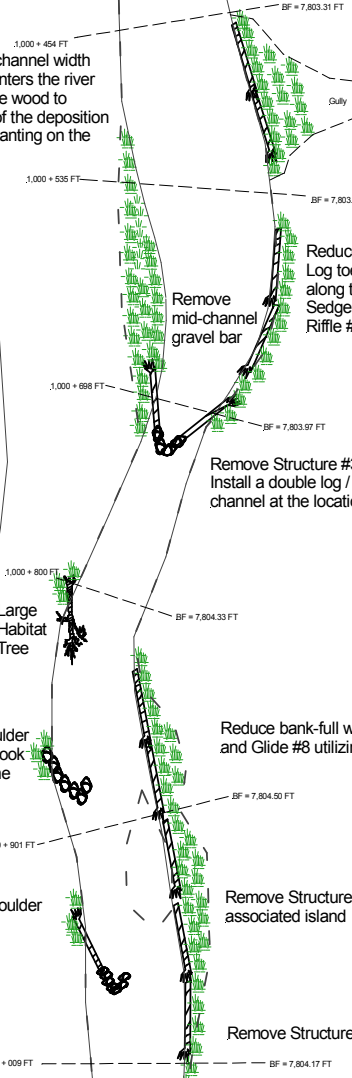 BF = 7,803.31 FT
1,000 + 454 FT
channel width
nters the river
e wood to
of the deposition
anting on the
Gully
1,000 + 535 FT
BF = 7,803.
Reduc
Log toe
along t
Sedge
Riffle #
Remove
mid-channel
gravel bar
1,000 + 698 FT
BF = 7,803.97 FT
Remove Structure #3
Install a double log /
channel at the locatio
1,000 + 800 FT
BF = 7,804.33 FT
Large
Habitat
Tree
Reduce bank-full w
and Glide #8 utilizin
ulder
ook
ne
BF = 7,804.50 FT
+ 901 FT
Remove Structure
associated island
oulder
Remove Structure
+ 009 FT
BF = 7,804.17 FT